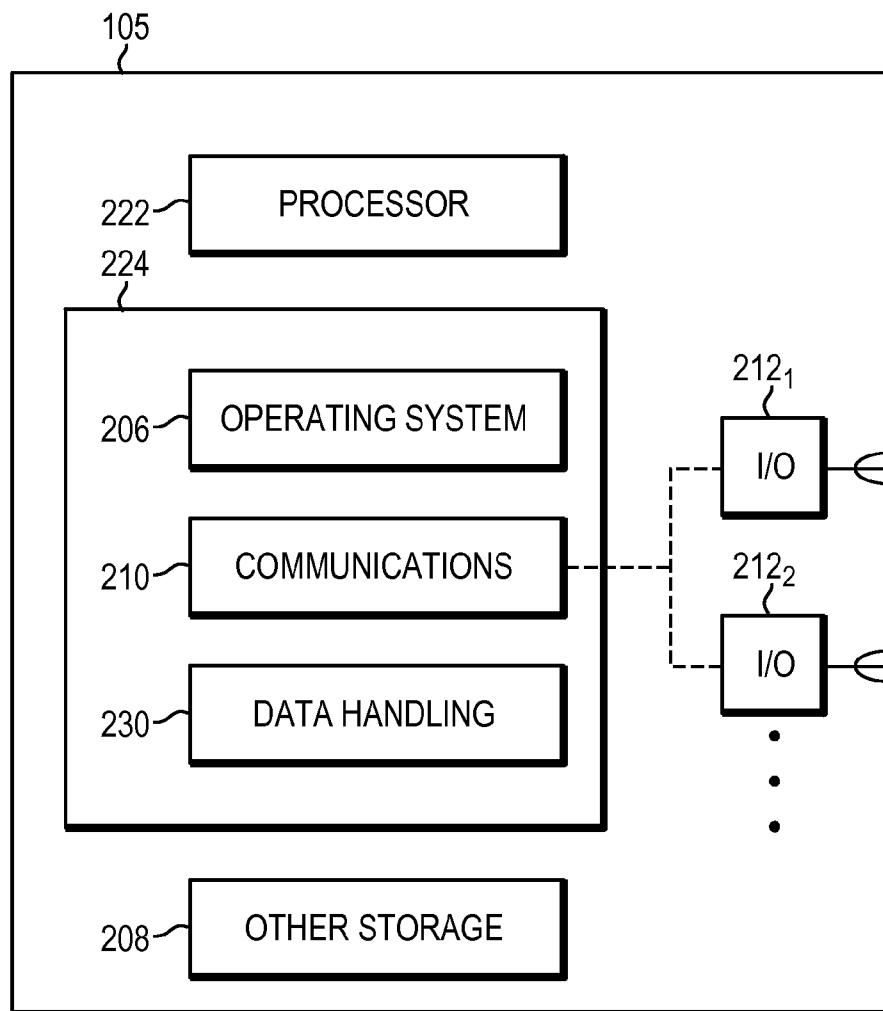 105
222
PROCESSOR
224
206
OPERATING SYSTEM
210
COMMUNICATIONS
230
DATA HANDLING
208
OTHER STORAGE
212₁
I/O
212₂
I/O